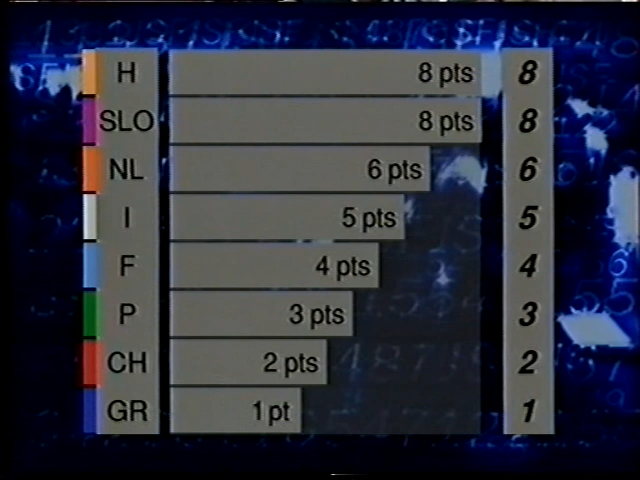 H 8 pts 8
SLO 8 pts 8
NL 6 pts 6
I 5 pts 5
F 4 pts 4
P 3 pts 3
CH 2 pts 2
GR 1 pt 1